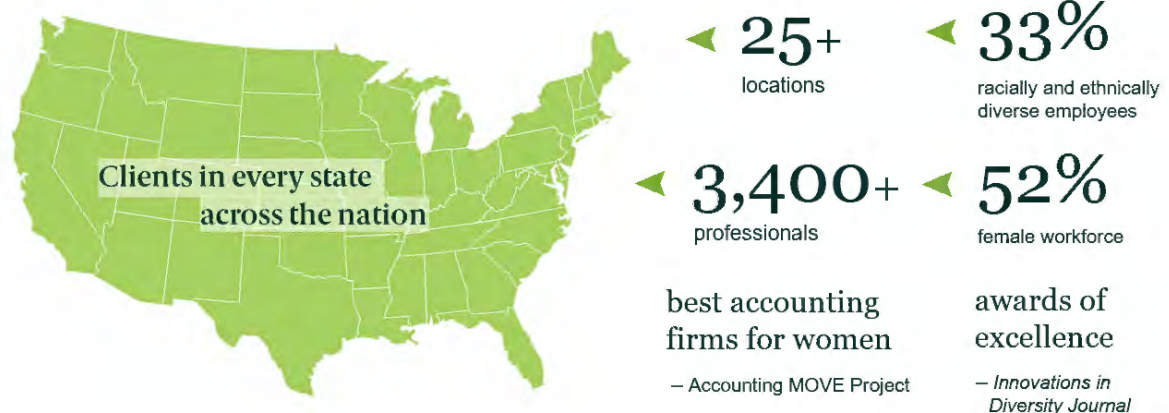 Clients in every state
across the nation
25+
locations
33%
racially and ethnically
diverse employees
3,400+
professionals
52%
female workforce
best accounting
firms for women
– Accounting MOVE Project
awards of
excellence
– Innovations in
Diversity Journal